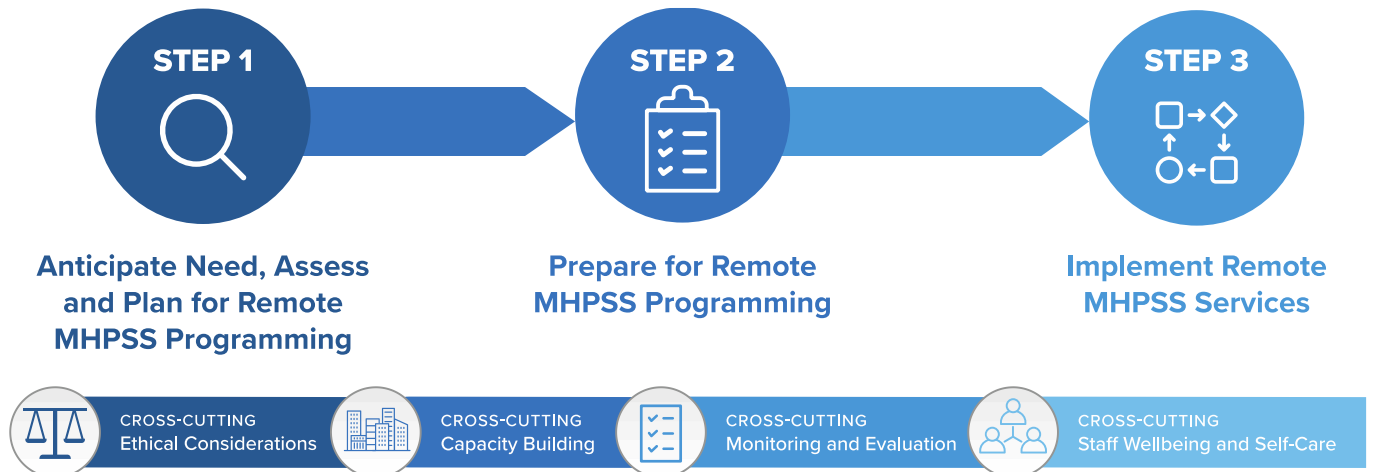 STEP 1
STEP 2
STEP 3
Anticipate Need, Assess
and Plan for Remote
MHPSS Programming
Prepare for Remote
MHPSS Programming
Implement Remote
MHPSS Services
CROSS-CUTTING
Ethical Considerations
CROSS-CUTTING
Capacity Building
CROSS-CUTTING
Monitoring and Evaluation
CROSS-CUTTING
Staff Wellbeing and Self-Care